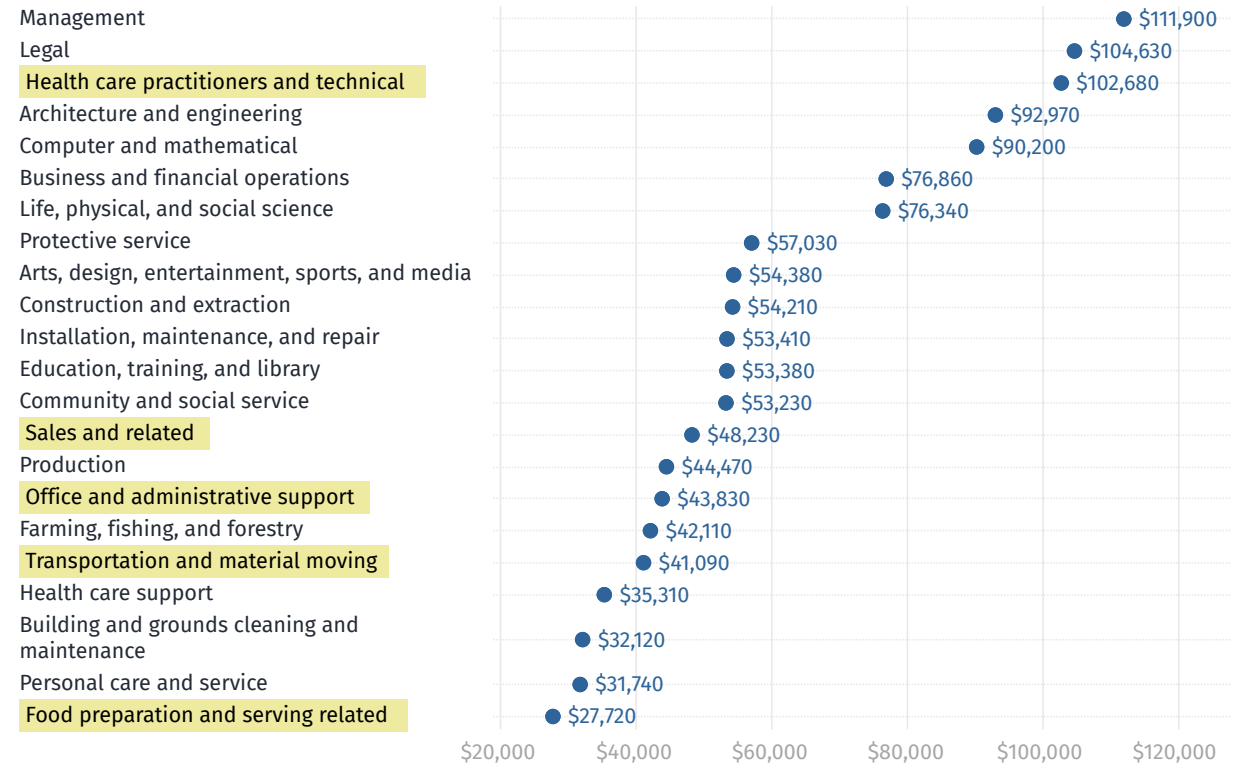 Management $111,900
Legal $104,630
Health care practitioners and technical $102,680
Architecture and engineering $92,970
Computer and mathematical $90,200
Business and financial operations $76,860
Life, physical, and social science $76,340
Protective service $57,030
Arts, design, entertainment, sports, and media $54,380
Construction and extraction $54,210
Installation, maintenance, and repair $53,410
Education, training, and library $53,380
Community and social service $53,230
Sales and related $48,230
Production $44,470
Office and administrative support $43,830
Farming, fishing, and forestry $42,110
Transportation and material moving $41,090
Health care support $35,310
Building and grounds cleaning and
maintenance $32,120
Personal care and service $31,740
Food preparation and serving related $27,720
$20,000 $40,000 $60,000 $80,000 $100,000 $120,000